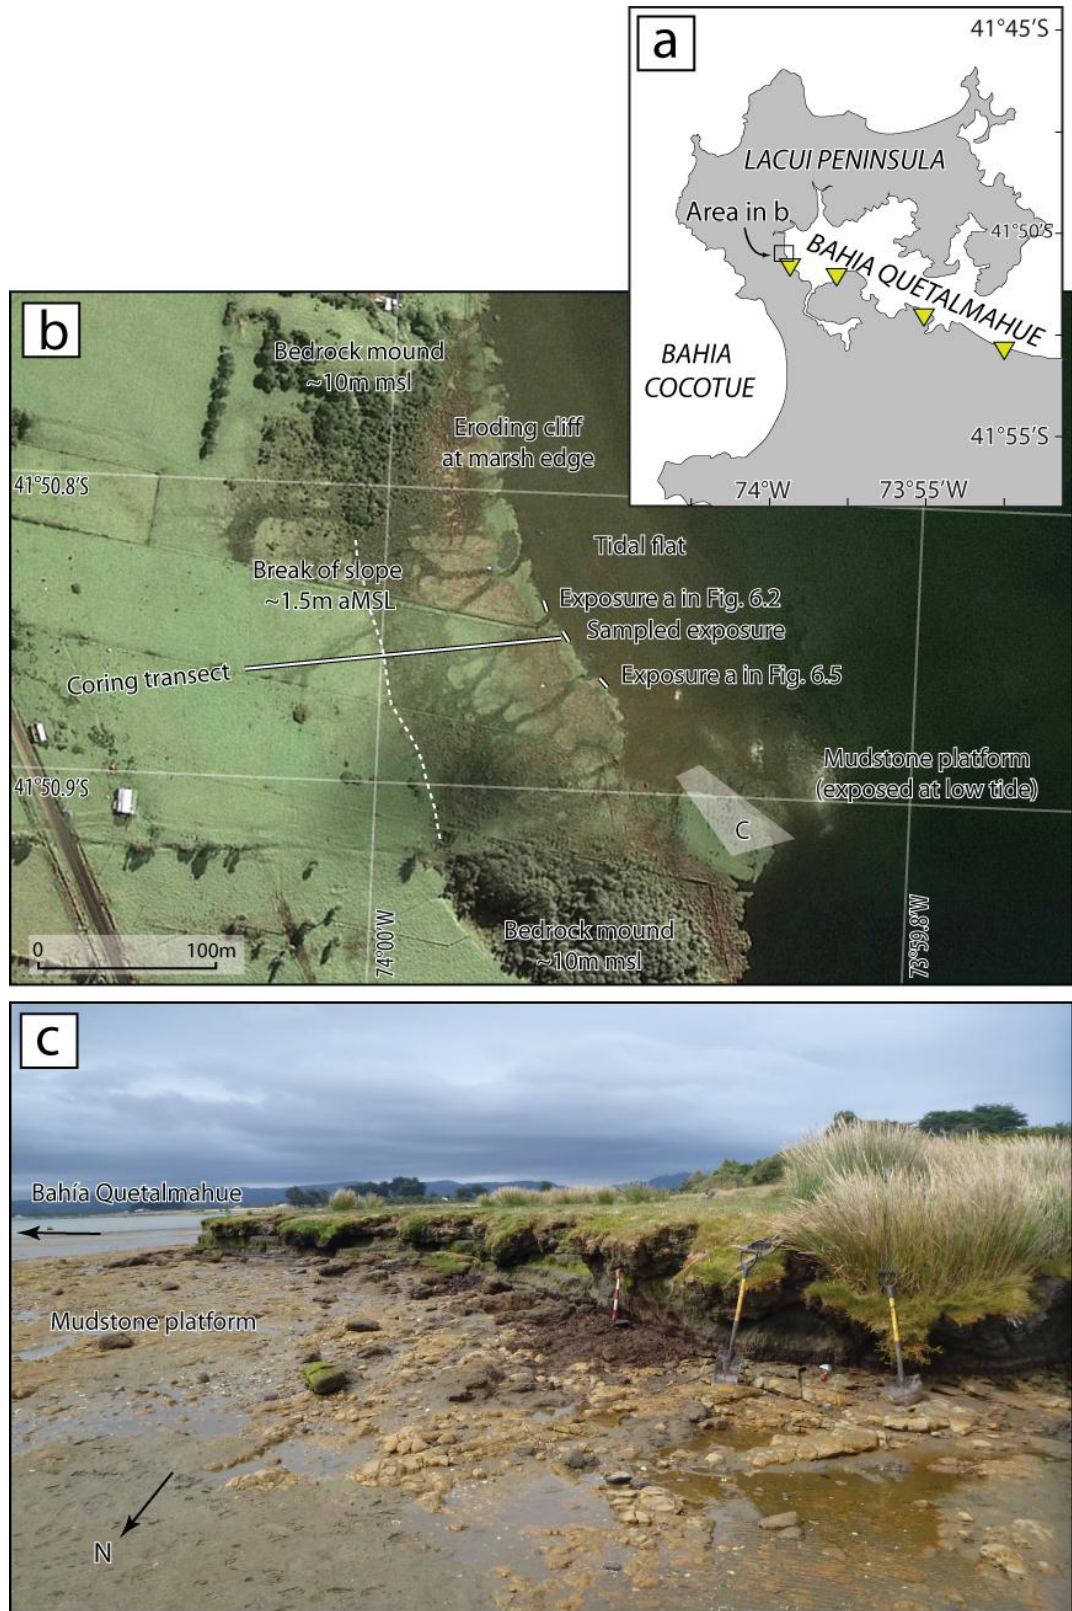 a
41°45'S
LACUI PENINSULA
Area in b
41°50'S
BAHIA QUETALMAHUE
BAHIA
COCOTUE
41°55'S
74°W
73°55'W
b
Bedrock mound
~10m msl
Eroding cliff
at marsh edge
41°50.8'S
Tidal flat
Break of slope
~1.5m aMSL
Exposure a in Fig. 6.2
Sampled exposure
Coring transect
Exposure a in Fig. 6.5
Mudstone platform
(exposed at low tide)
41°50.9'S
C
74°00'W
73°59.8'W
Bedrock mound
~10m msl
0
100m
c
Bahía Quetalmahue
Mudstone platform
N